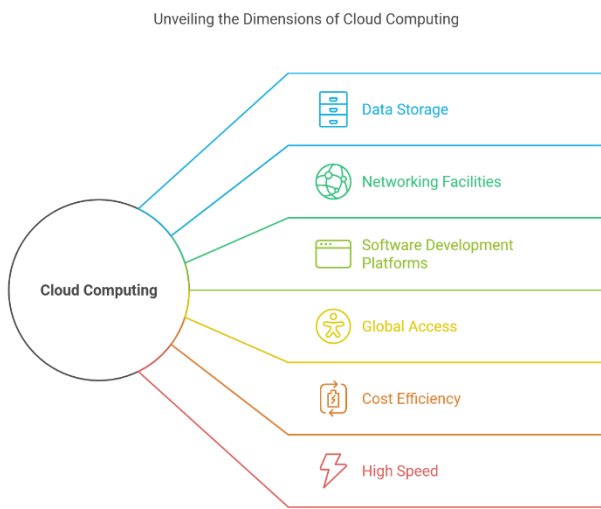 Unveiling the Dimensions of Cloud Computing
Data Storage
Networking Facilities
Software Development
Platforms
Cloud Computing
Global Access
Cost Efficiency
High Speed